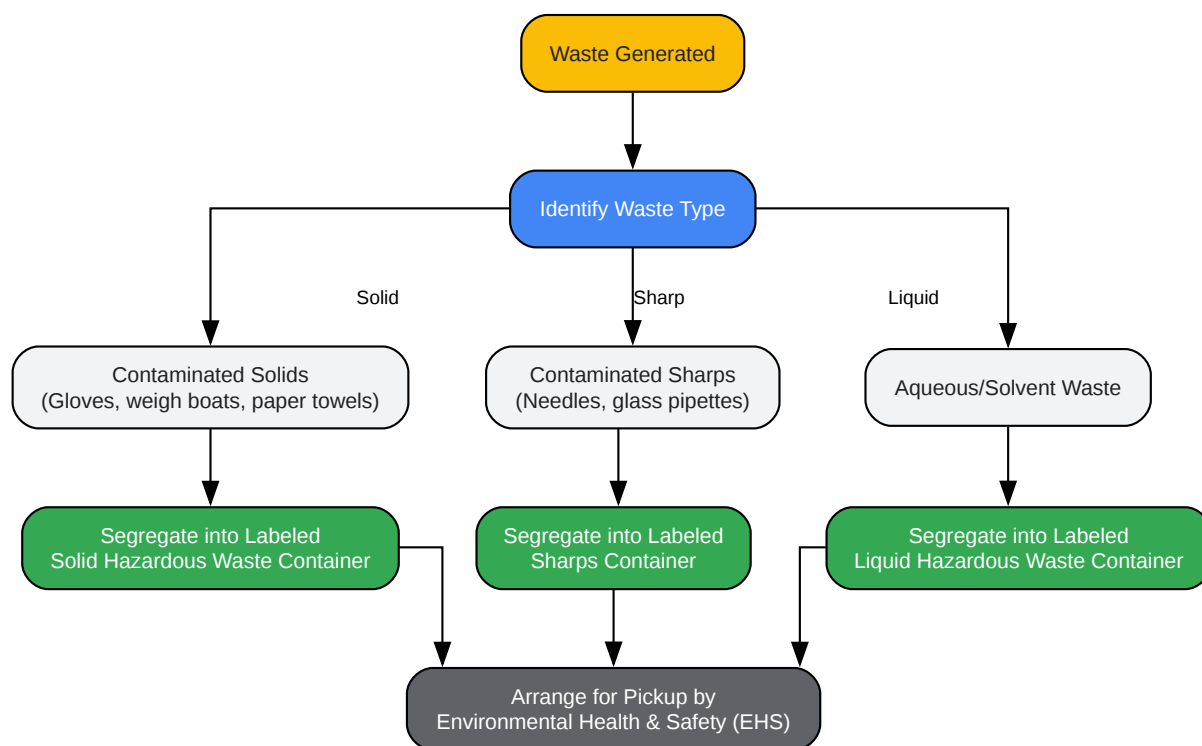 Waste Generated
Identify Waste Type
Solid
Sharp
Liquid
Contaminated Solids
(Gloves, weigh boats, paper towels)
Contaminated Sharps
(Needles, glass pipettes)
Aqueous/Solvent Waste
Segregate into Labeled
Solid Hazardous Waste Container
Segregate into Labeled
Sharps Container
Segregate into Labeled
Liquid Hazardous Waste Container
Arrange for Pickup by
Environmental Health & Safety (EHS)